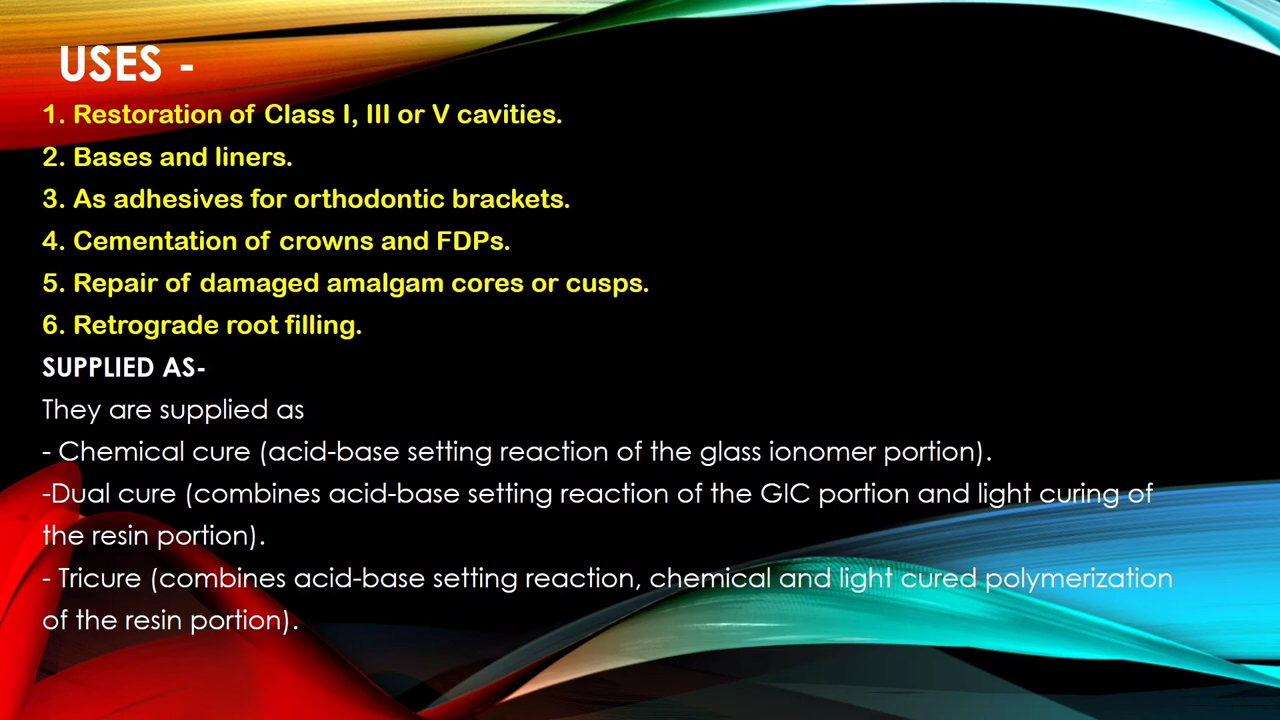 USES -
1. Restoration of Class I, III or V cavities.
2. Bases and liners.
3. As adhesives for orthodontic brackets.
4. Cementation of crowns and FDPs.
5. Repair of damaged amalgam cores or cusps.
6. Retrograde root filling.
SUPPLIED AS-
They are supplied as
- Chemical cure (acid-base setting reaction of the glass ionomer portion).
-Dual cure (combines acid-base setting reaction of the GIC portion and light curing of
the resin portion).
- Tricure (combines acid-base setting reaction, chemical and light cured polymerization
of the resin portion).